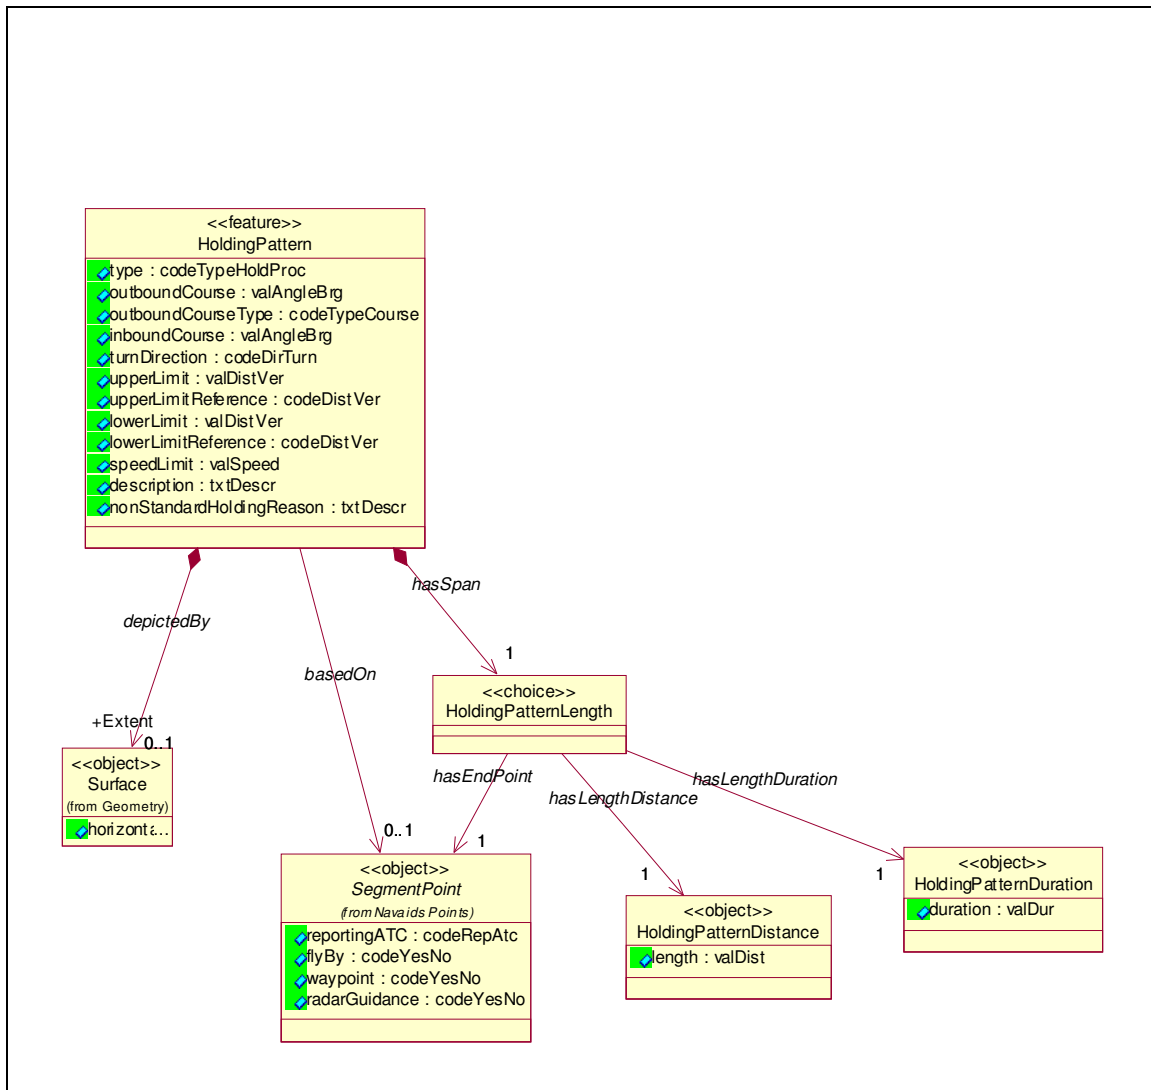 <<feature>>
HoldingPattern
type : codeTypeHoldProc
outboundCourse : valAngleBrg
outboundCourseType : codeTypeCourse
inboundCourse : valAngleBrg
turnDirection : codeDirTurn
upperLimit : valDistVer
upperLimitReference : codeDistVer
lowerLimit : valDistVer
lowerLimitReference : codeDistVer
speedLimit : valSpeed
description : txtDescr
nonStandardHoldingReason : txtDescr
hasSpan
depictedBy
basedOn
1
<<choice>>
HoldingPatternLength
+Extent
0..1
<<object>>
Surface
(from Geometry)
horizonta...
hasEndPoint
hasLengthDistance
hasLengthDuration
0..1
1
1
1
<<object>>
SegmentPoint
(from Navaids Points)
reportingATC : codeRepAtc
flyBy : codeYesNo
waypoint : codeYesNo
radarGuidance : codeYesNo
<<object>>
HoldingPatternDistance
length : valDist
<<object>>
HoldingPatternDuration
duration : valDur